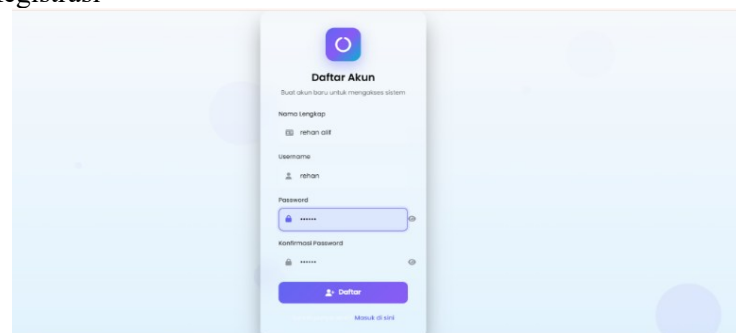 Daftar Akun
Buat akun baru untuk mengakses sistem
Nama Lengkap
rehan alif
Username
rehan
Password
••••••
Konfirmasi Password
••••••
Daftar
Masuk di sini